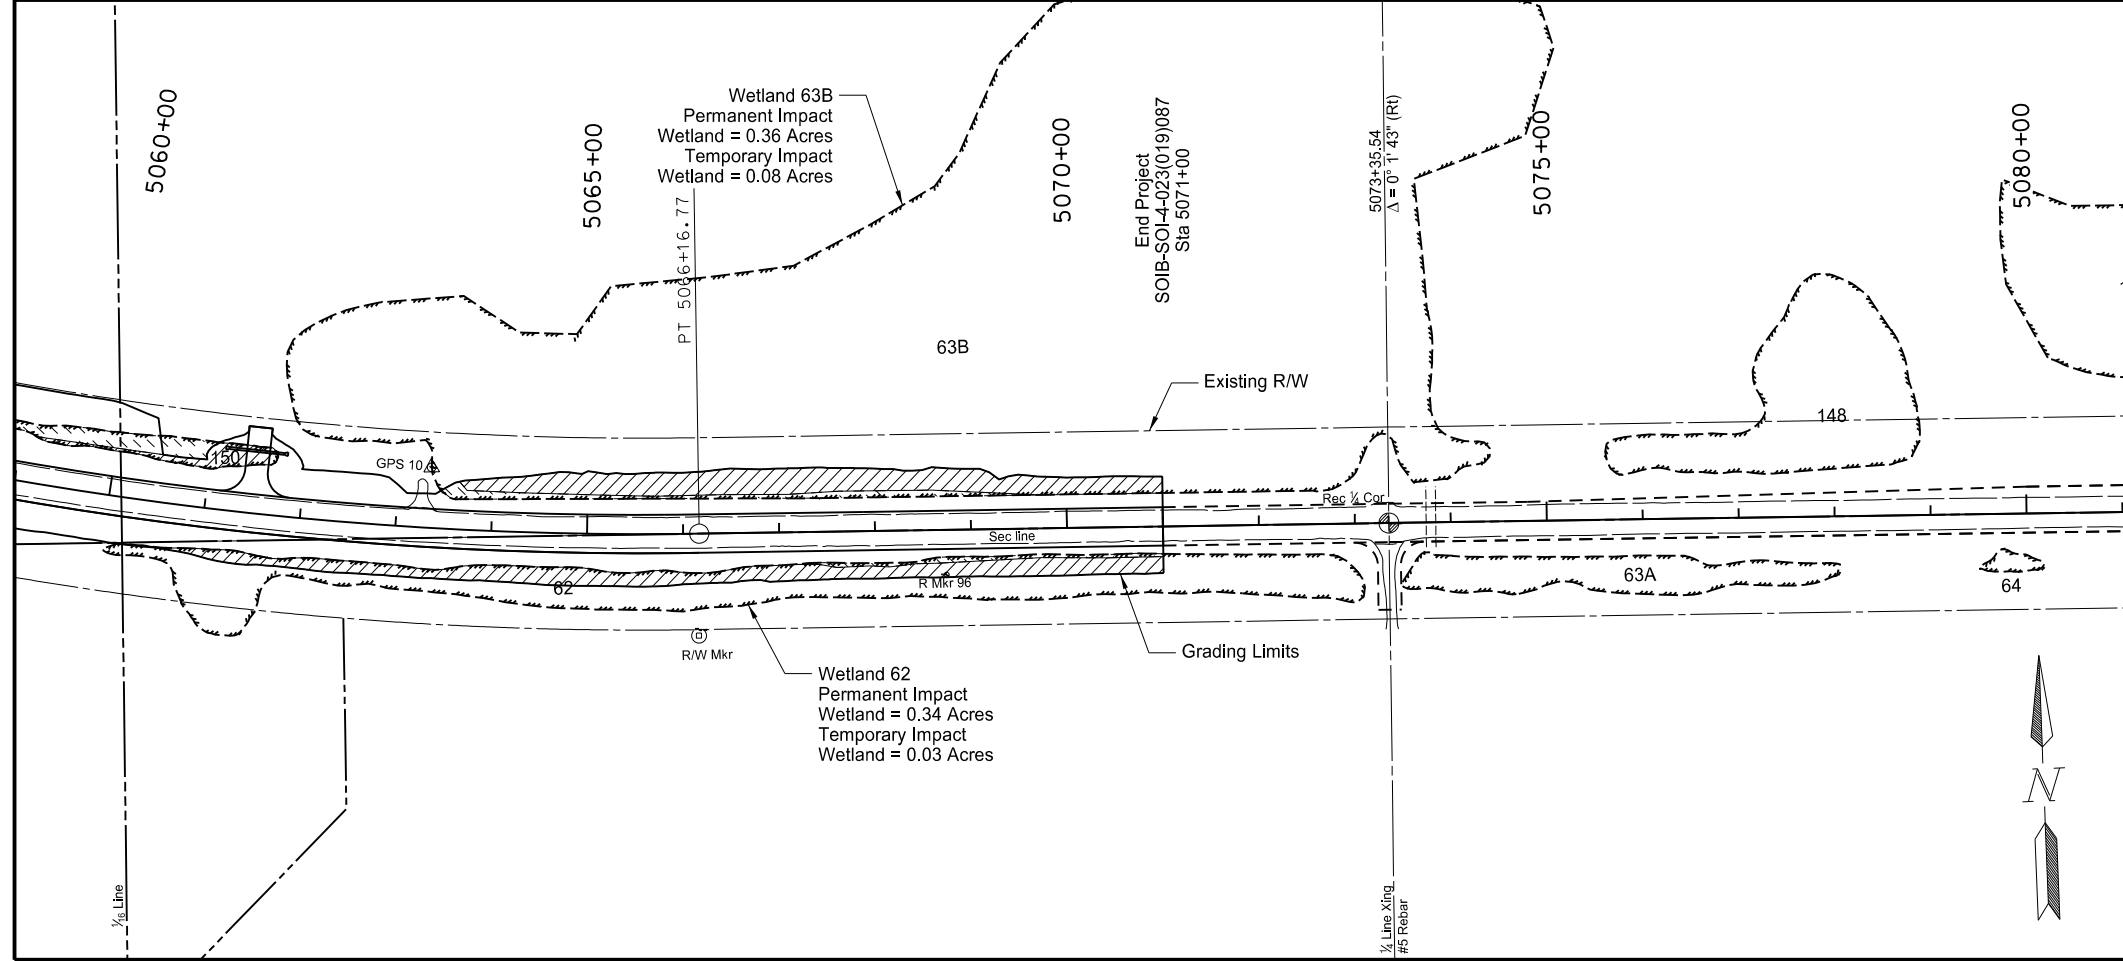 5060+00
5065+00
5070+00
5075+00
5080+00
Wetland 63B
Permanent Impact
Wetland = 0.36 Acres
Temporary Impact
Wetland = 0.08 Acres
PT 5066+16.77
End Project
SOIB-SOI-4-023(019)087
Sta 5071+00
5073+35.54
Δ = 0° 1' 43" (Rt)
63B
Existing R/W
148
150
GPS 10
Rec ¼ Cor
Sec line
R Mkr 96
62
63A
64
R/W Mkr
Grading Limits
Wetland 62
Permanent Impact
Wetland = 0.34 Acres
Temporary Impact
Wetland = 0.03 Acres
N
1/16 Line
¼ Line Xing
#5 Rebar